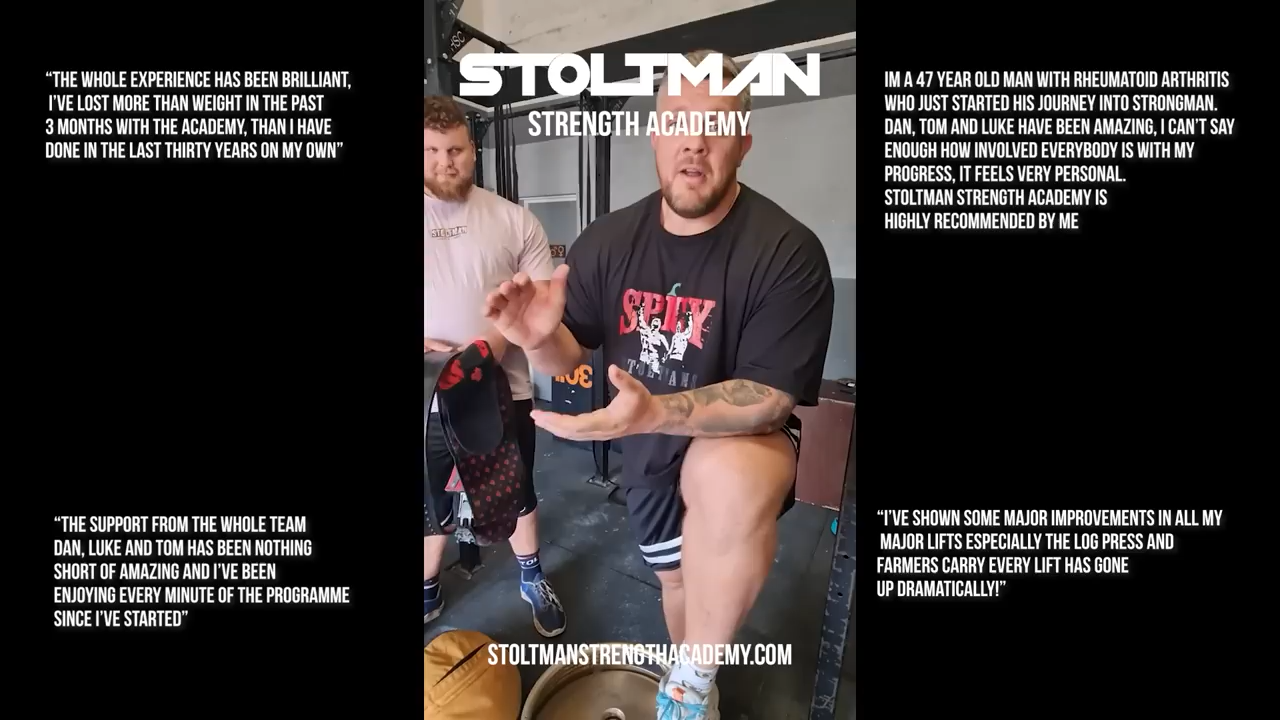 STOLTMAN
STRENGTH ACADEMY
“THE WHOLE EXPERIENCE HAS BEEN BRILLIANT,
I’VE LOST MORE THAN WEIGHT IN THE PAST
3 MONTHS WITH THE ACADEMY, THAN I HAVE
DONE IN THE LAST THIRTY YEARS ON MY OWN”
IM A 47 YEAR OLD MAN WITH RHEUMATOID ARTHRITIS
WHO JUST STARTED HIS JOURNEY INTO STRONGMAN.
DAN, TOM AND LUKE HAVE BEEN AMAZING, I CAN’T SAY
ENOUGH HOW INVOLVED EVERYBODY IS WITH MY
PROGRESS, IT FEELS VERY PERSONAL.
STOLTMAN STRENGTH ACADEMY IS
HIGHLY RECOMMENDED BY ME
STOLTMAN
“THE SUPPORT FROM THE WHOLE TEAM
DAN, LUKE AND TOM HAS BEEN NOTHING
SHORT OF AMAZING AND I’VE BEEN
ENJOYING EVERY MINUTE OF THE PROGRAMME
SINCE I’VE STARTED”
“I’VE SHOWN SOME MAJOR IMPROVEMENTS IN ALL MY
MAJOR LIFTS ESPECIALLY THE LOG PRESS AND
FARMERS CARRY EVERY LIFT HAS GONE
UP DRAMATICALLY!”
STOLTMANSTRENGTHACADEMY.COM